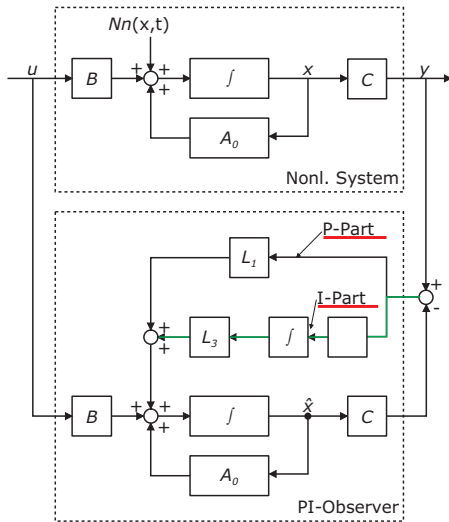 Nn(x,t)
u B + + + ∫ x C y
A₀
Nonl. System
P-Part
L₁
I-Part
+ + L₃ ∫
+ -
B + + + ∫ x̂ C
A₀
PI-Observer